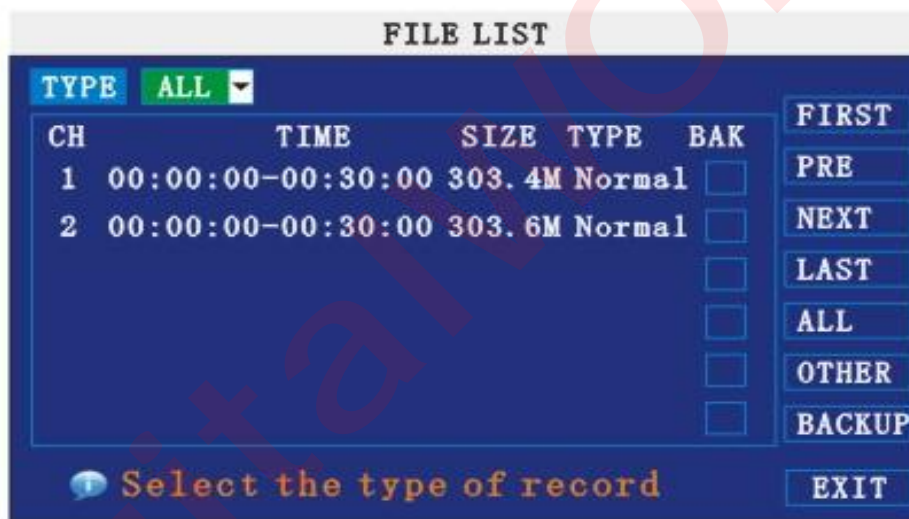 FILE LIST
TYPE ALL
CH TIME SIZE TYPE BAK
1 00:00:00-00:30:00 303.4M Normal
2 00:00:00-00:30:00 303.6M Normal
FIRST
PRE
NEXT
LAST
ALL
OTHER
BACKUP
Select the type of record
EXIT